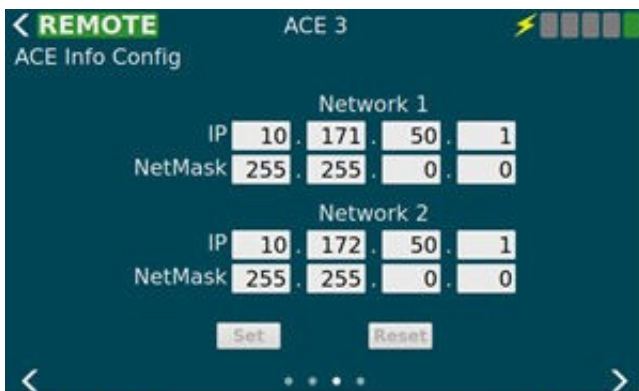 REMOTE ACE 3
ACE Info Config
Network 1
IP 10 . 171 . 50 . 1
NetMask 255 . 255 . 0 . 0
Network 2
IP 10 . 172 . 50 . 1
NetMask 255 . 255 . 0 . 0
Set Reset